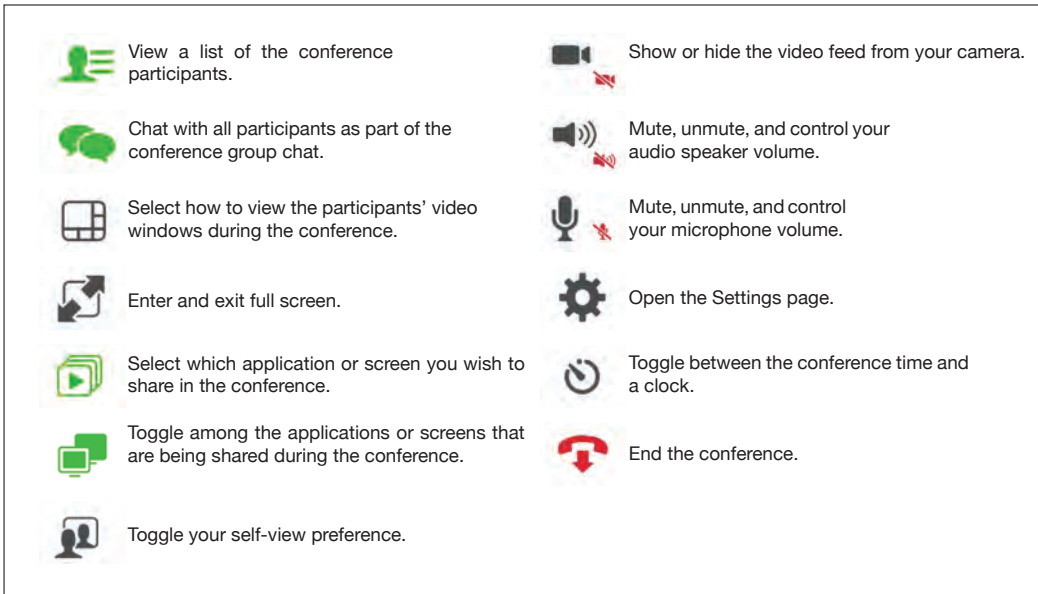 View a list of the conference
participants.
Chat with all participants as part of the
conference group chat.
Select how to view the participants’ video
windows during the conference.
Enter and exit full screen.
Select which application or screen you wish to
share in the conference.
Toggle among the applications or screens that
are being shared during the conference.
Toggle your self-view preference.
Show or hide the video feed from your camera.
Mute, unmute, and control your
audio speaker volume.
Mute, unmute, and control
your microphone volume.
Open the Settings page.
Toggle between the conference time and
a clock.
End the conference.